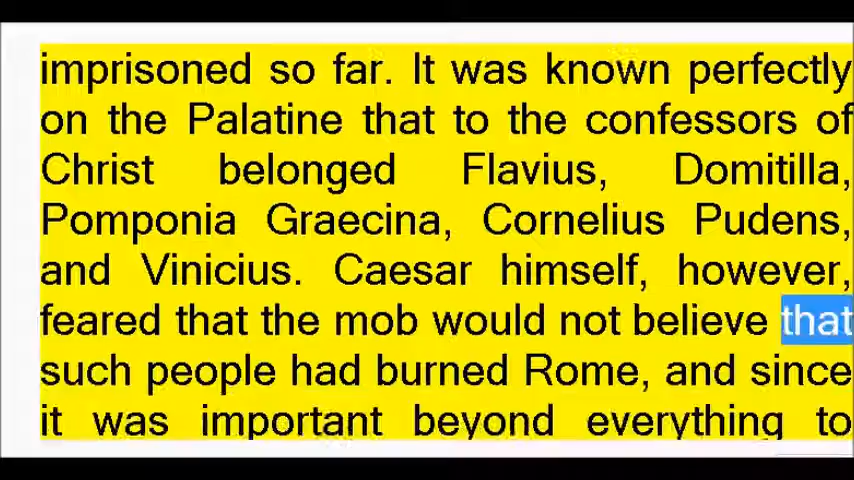 imprisoned so far. It was known perfectly
on the Palatine that to the confessors of
Christ belonged Flavius, Domitilla,
Pomponia Graecina, Cornelius Pudens,
and Vinicius. Caesar himself, however,
feared that the mob would not believe that
such people had burned Rome, and since
it was important beyond everything to